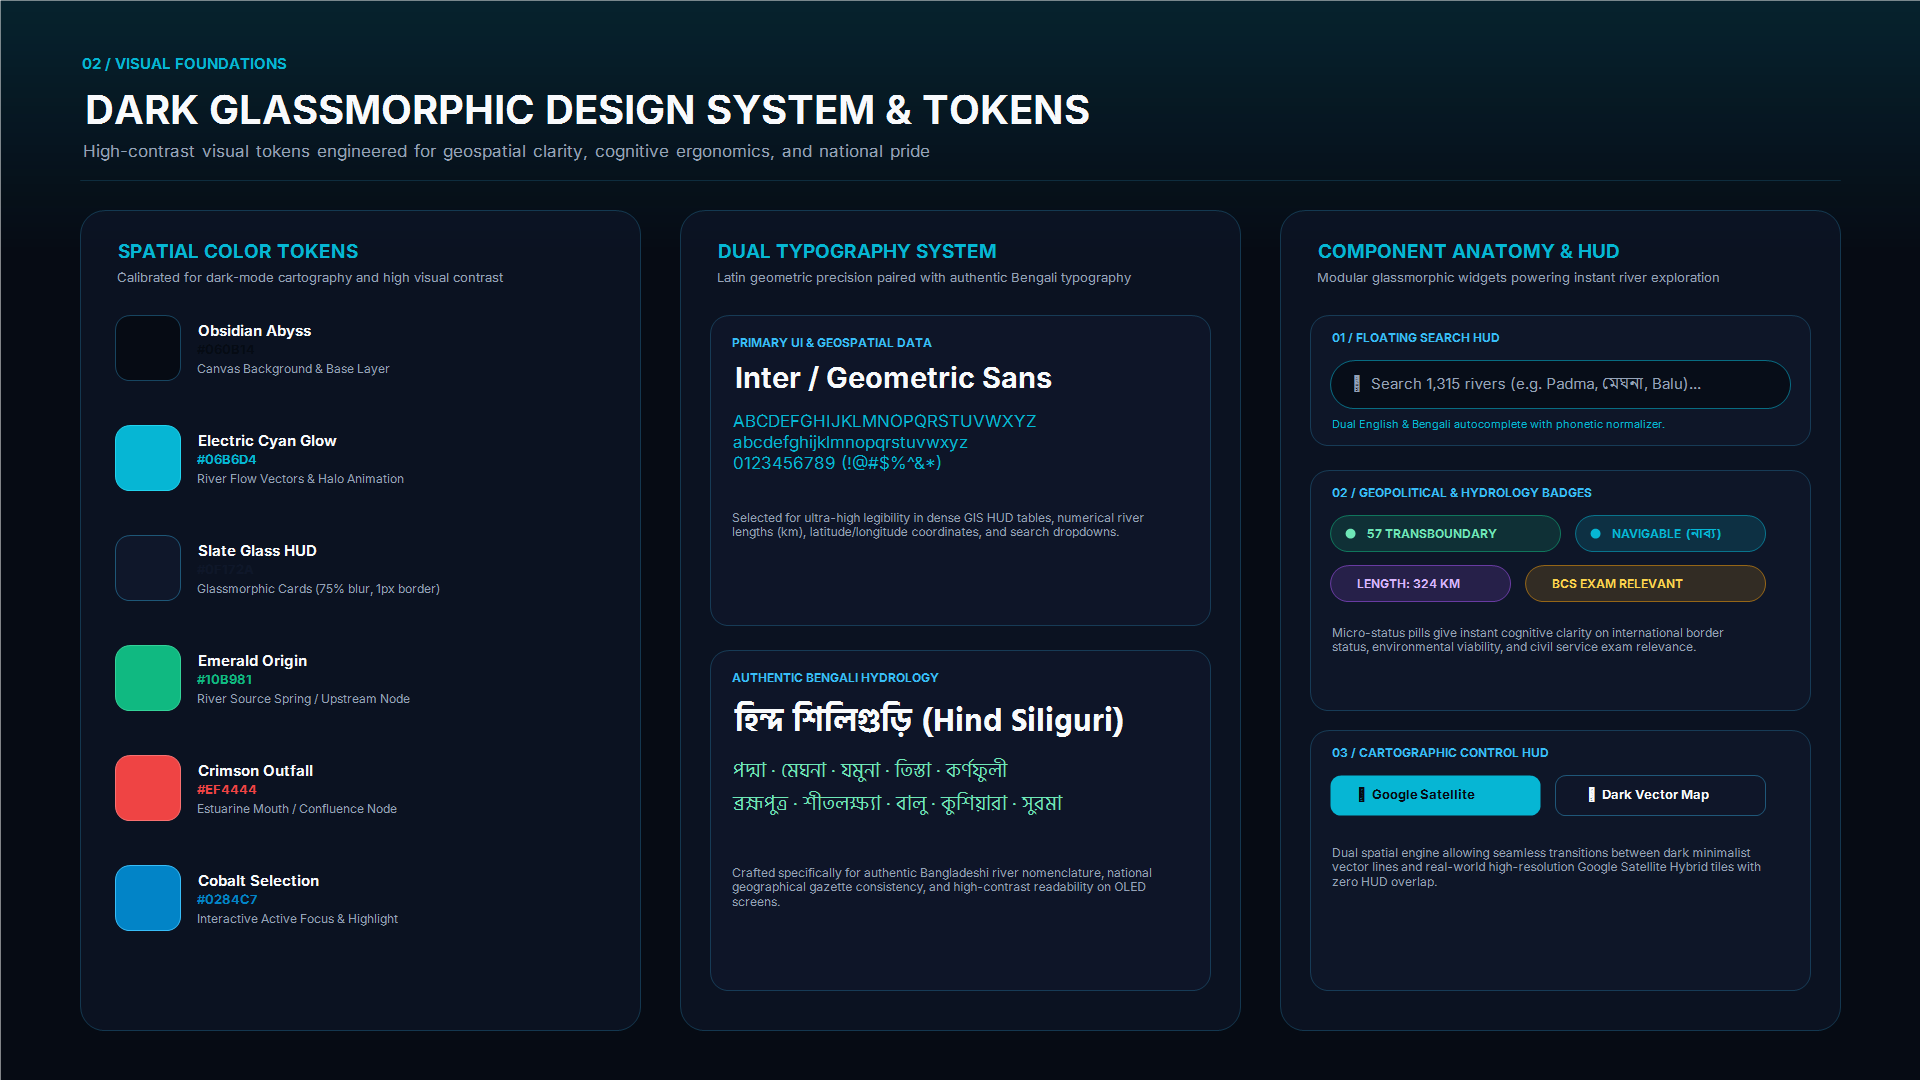 02 / VISUAL FOUNDATIONS
DARK GLASSMORPHIC DESIGN SYSTEM & TOKENS
High-contrast visual tokens engineered for geospatial clarity, cognitive ergonomics, and national pride
SPATIAL COLOR TOKENS
Calibrated for dark-mode cartography and high visual contrast
Obsidian Abyss
#060B14
Canvas Background & Base Layer
Electric Cyan Glow
#06B6D4
River Flow Vectors & Halo Animation
Slate Glass HUD
#0F172A
Glassmorphic Cards (75% blur, 1px border)
Emerald Origin
#10B981
River Source Spring / Upstream Node
Crimson Outfall
#EF4444
Estuarine Mouth / Confluence Node
Cobalt Selection
#0284C7
Interactive Active Focus & Highlight
DUAL TYPOGRAPHY SYSTEM
Latin geometric precision paired with authentic Bengali typography
PRIMARY UI & GEOSPATIAL DATA
Inter / Geometric Sans
ABCDEFGHIJKLMNOPQRSTUVWXYZ
abcdefghijklmnopqrstuvwxyz
0123456789 (!@#$%^&*)
Selected for ultra-high legibility in dense GIS HUD tables, numerical river
lengths (km), latitude/longitude coordinates, and search dropdowns.
AUTHENTIC BENGALI HYDROLOGY
হিন্দ শিলিগুড়ি (Hind Siliguri)
পদ্মা · মেঘনা · যমুনা · তিস্তা · কর্ণফুলী
ব্রহ্মপুত্র · শীতলক্ষ্যা · বালু · কুশিয়ারা · সুরমা
Crafted specifically for authentic Bangladeshi river nomenclature, national
geographical gazette consistency, and high-contrast readability on OLED
screens.
COMPONENT ANATOMY & HUD
Modular glassmorphic widgets powering instant river exploration
01 / FLOATING SEARCH HUD
Search 1,315 rivers (e.g. Padma, মেঘনা, Balu)...
Dual English & Bengali autocomplete with phonetic normalizer.
02 / GEOPOLITICAL & HYDROLOGY BADGES
57 TRANSBOUNDARY
NAVIGABLE (নাব্য)
LENGTH: 324 KM
BCS EXAM RELEVANT
Micro-status pills give instant cognitive clarity on international border
status, environmental viability, and civil service exam relevance.
03 / CARTOGRAPHIC CONTROL HUD
Google Satellite
Dark Vector Map
Dual spatial engine allowing seamless transitions between dark minimalist
vector lines and real-world high-resolution Google Satellite Hybrid tiles with
zero HUD overlap.